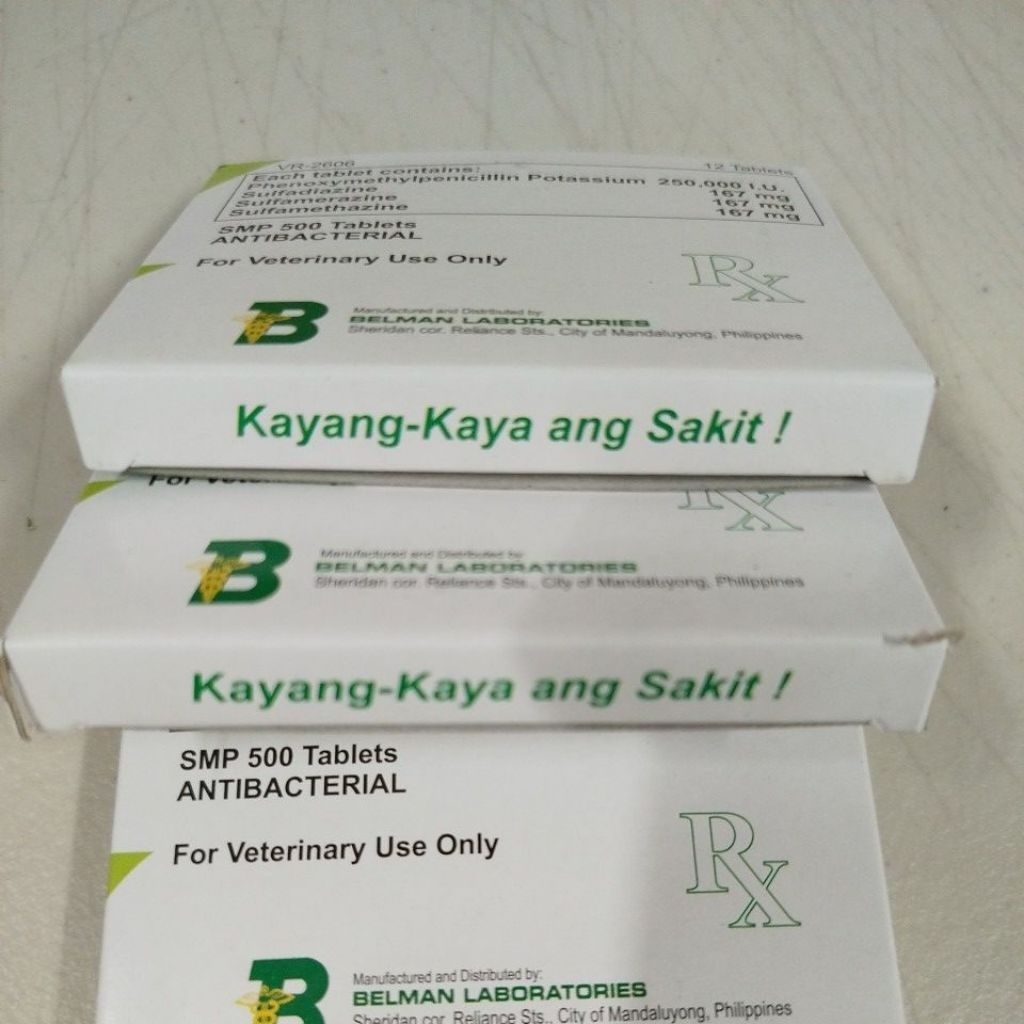 VR-2606 12 Tablets
Each tablet contains:
Phenoxymethylpenicillin Potassium 250,000 I.U.
Sulfadiazine 167 mg
Sulfamerazine 167 mg
Sulfamethazine 167 mg
SMP 500 Tablets
ANTIBACTERIAL
For Veterinary Use Only
Rx
B
Manufactured and Distributed by:
BELMAN LABORATORIES
Sheridan cor. Reliance Sts., City of Mandaluyong, Philippines
Kayang-Kaya ang Sakit !
For Veterinary
Rx
B
Manufactured and Distributed by:
BELMAN LABORATORIES
Sheridan cor. Reliance Sts., City of Mandaluyong, Philippines
Kayang-Kaya ang Sakit !
SMP 500 Tablets
ANTIBACTERIAL
For Veterinary Use Only
Rx
B
Manufactured and Distributed by:
BELMAN LABORATORIES
Sheridan cor. Reliance Sts., City of Mandaluyong, Philippines